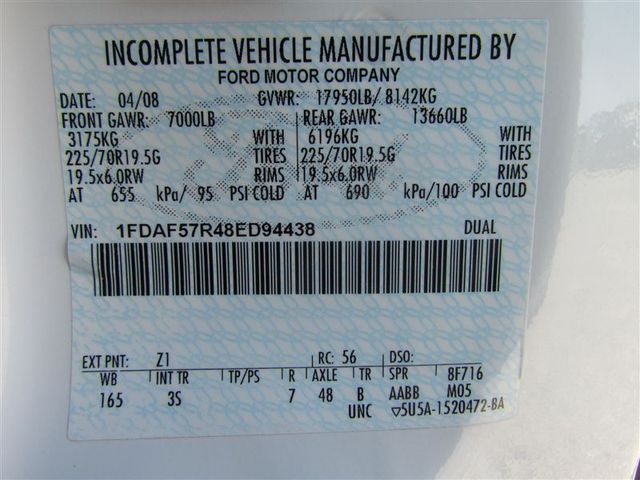 INCOMPLETE VEHICLE MANUFACTURED BY
FORD MOTOR COMPANY
DATE: 04/08 GVWR: 17950LB/ 8142KG
FRONT GAWR: 7000LB REAR GAWR: 13660LB
3175KG WITH 6196KG WITH
225/70R19.5G TIRES 225/70R19.5G TIRES
19.5x6.0RW RIMS 19.5x6.0RW RIMS
AT 655 kPa/ 95 PSI COLD AT 690 kPa/100 PSI COLD
VIN: 1FDAF57R48ED94438 DUAL
EXT PNT: Z1 RC: 56 DSO:
WB INT TR TP/PS R AXLE TR SPR 8F716
165 3S 7 48 B AABB M05
UNC ▽5U5A-1520472-BA